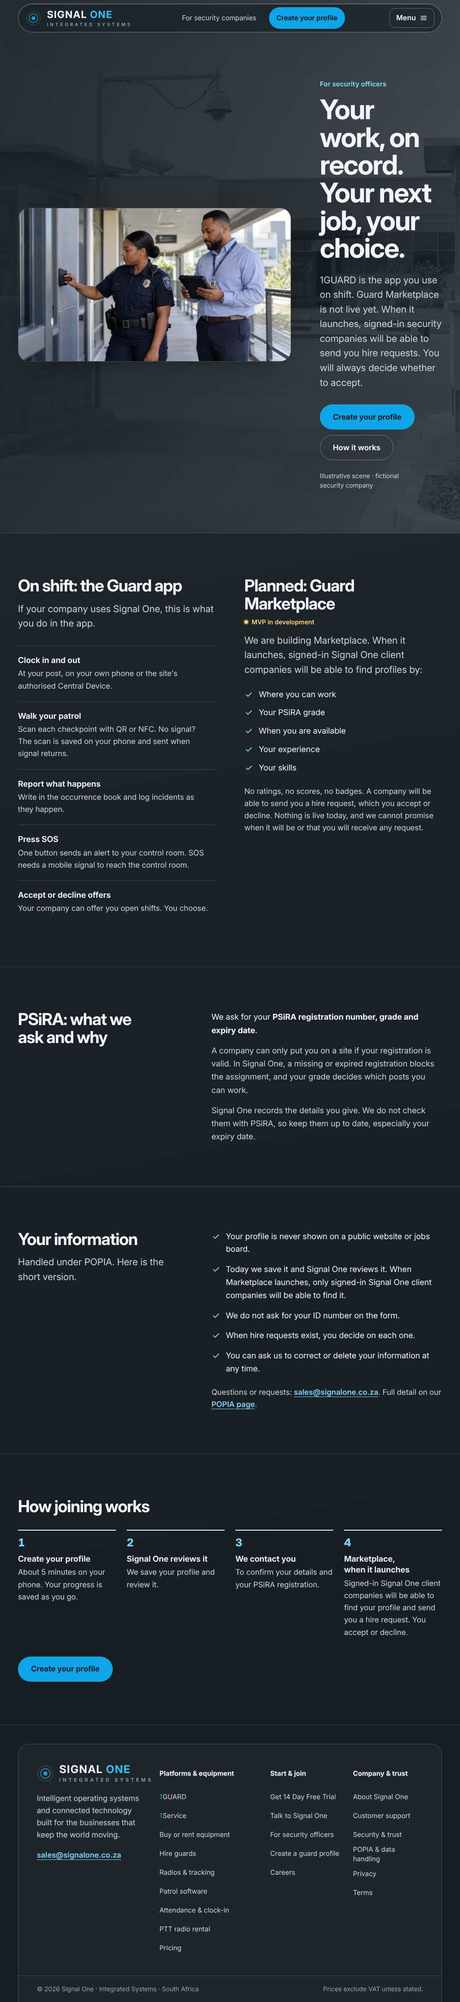 SIGNAL ONE
INTEGRATED SYSTEMS
For security companies
Create your profile
Menu
For security officers
Your
work, on
record.
Your next
job, your
choice.
1GUARD is the app you use
on shift. Guard Marketplace
is not live yet. When it
launches, signed-in security
companies will be able to
send you hire requests. You
will always decide whether
to accept.
Create your profile
How it works
Illustrative scene · fictional
security company
On shift: the Guard app
If your company uses Signal One, this is what
you do in the app.
Clock in and out
At your post, on your own phone or the site's
authorised Central Device.
Walk your patrol
Scan each checkpoint with QR or NFC. No signal?
The scan is saved on your phone and sent when
signal returns.
Report what happens
Write in the occurrence book and log incidents as
they happen.
Press SOS
One button sends an alert to your control room. SOS
needs a mobile signal to reach the control room.
Accept or decline offers
Your company can offer you open shifts. You choose.
Planned: Guard
Marketplace
MVP in development
We are building Marketplace. When it
launches, signed-in Signal One client
companies will be able to find profiles by:
Where you can work
Your PSiRA grade
When you are available
Your experience
Your skills
No ratings, no scores, no badges. A company will be
able to send you a hire request, which you accept or
decline. Nothing is live today, and we cannot promise
when it will be or that you will receive any request.
PSiRA: what we
ask and why
We ask for your PSiRA registration number, grade and
expiry date.
A company can only put you on a site if your registration is
valid. In Signal One, a missing or expired registration blocks
the assignment, and your grade decides which posts you
can work.
Signal One records the details you give. We do not check
them with PSiRA, so keep them up to date, especially your
expiry date.
Your information
Handled under POPIA. Here is the
short version.
Your profile is never shown on a public website or jobs
board.
Today we save it and Signal One reviews it. When
Marketplace launches, only signed-in Signal One client
companies will be able to find it.
We do not ask for your ID number on the form.
When hire requests exist, you decide on each one.
You can ask us to correct or delete your information at
any time.
Questions or requests: sales@signalone.co.za. Full detail on our
POPIA page.
How joining works
1
Create your profile
About 5 minutes on your
phone. Your progress is
saved as you go.
2
Signal One reviews it
We save your profile and
review it.
3
We contact you
To confirm your details and
your PSiRA registration.
4
Marketplace,
when it launches
Signed-in Signal One client
companies will be able to
find your profile and send
you a hire request. You
accept or decline.
Create your profile
SIGNAL ONE
INTEGRATED SYSTEMS
Intelligent operating systems
and connected technology
built for the businesses that
keep the world moving.
sales@signalone.co.za
Platforms & equipment
1GUARD
1Service
Buy or rent equipment
Hire guards
Radios & tracking
Patrol software
Attendance & clock-in
PTT radio rental
Pricing
Start & join
Get 14 Day Free Trial
Talk to Signal One
For security officers
Create a guard profile
Careers
Company & trust
About Signal One
Customer support
Security & trust
POPIA & data
handling
Privacy
Terms
© 2026 Signal One · Integrated Systems · South Africa
Prices exclude VAT unless stated.